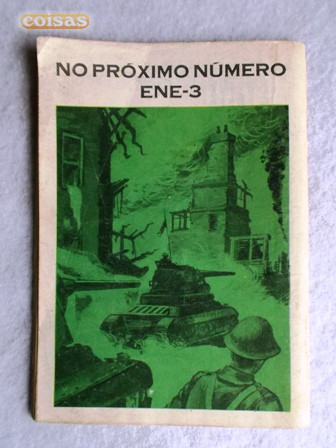 coisas
NO PRÓXIMO NÚMERO
ENE-3